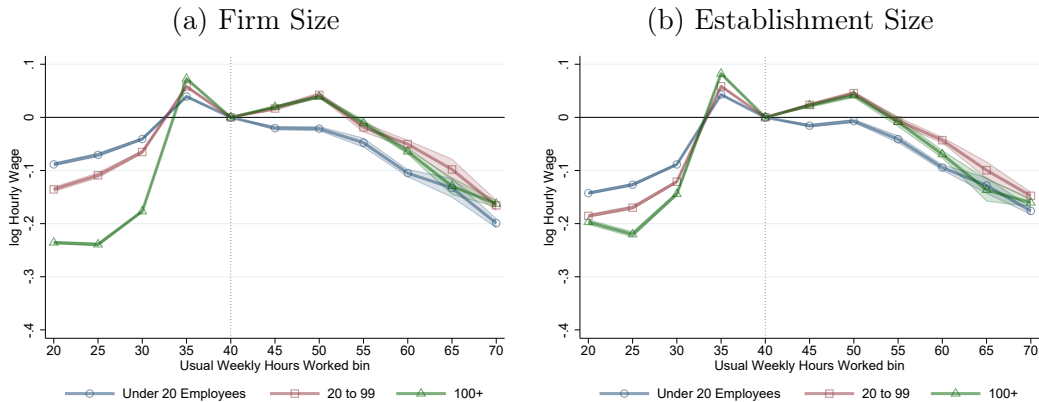 (a) Firm Size
.1
0
-.1
-.2
-.3
-.4
log Hourly Wage
20 25 30 35 40 45 50 55 60 65 70
Usual Weekly Hours Worked bin
Under 20 Employees 20 to 99 100+
(b) Establishment Size
.1
0
-.1
-.2
-.3
-.4
log Hourly Wage
20 25 30 35 40 45 50 55 60 65 70
Usual Weekly Hours Worked bin
Under 20 Employees 20 to 99 100+